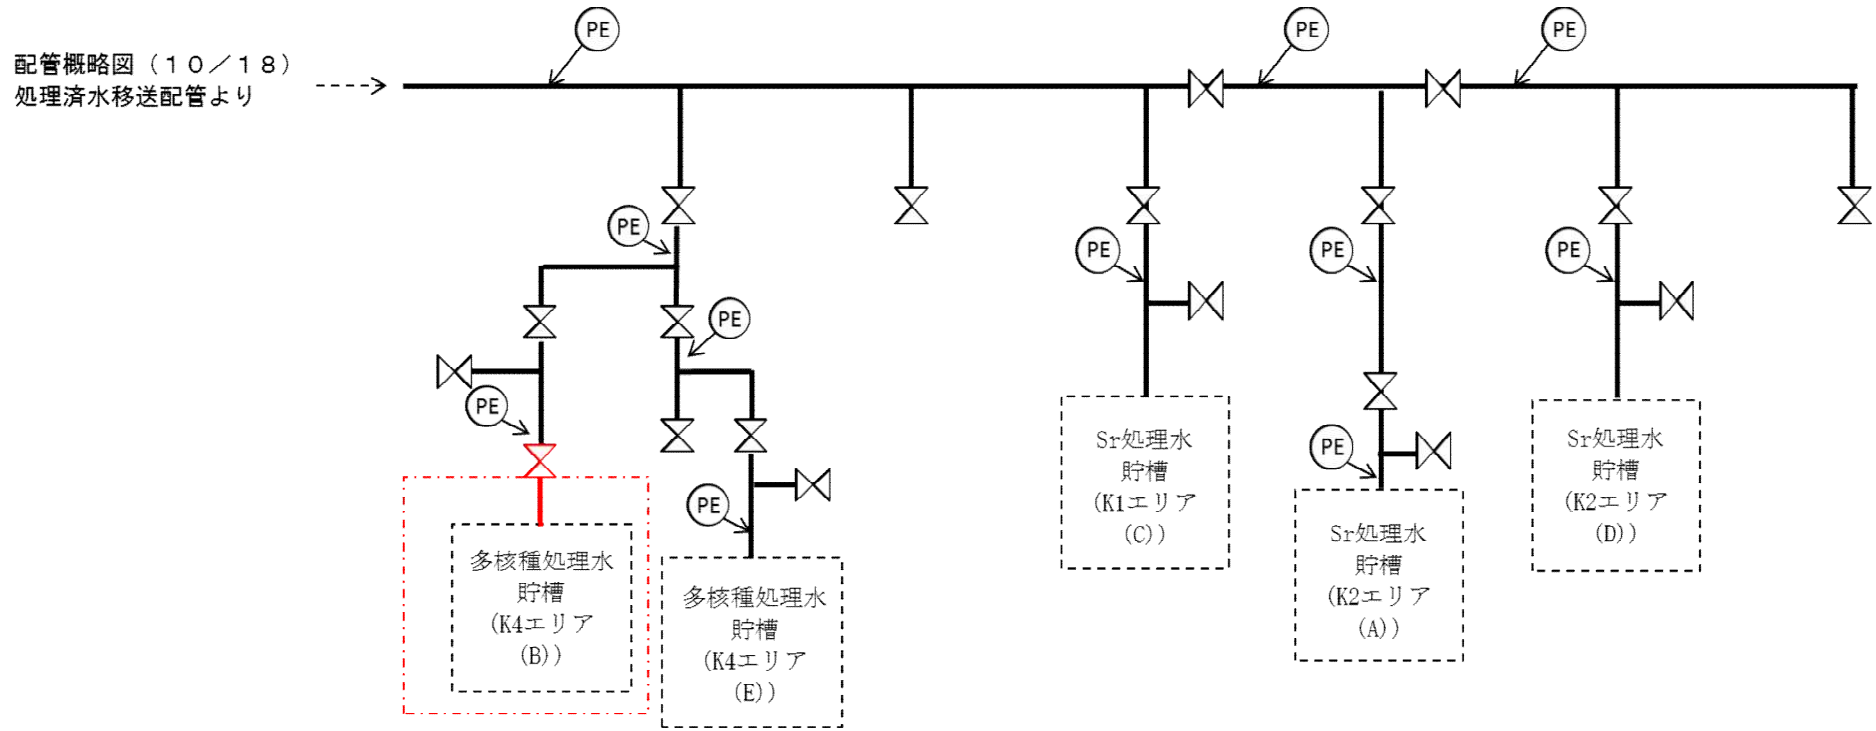 PE
PE
PE
配管概略図（１０／１８）
処理済水移送配管より
PE
PE
PE
PE
PE
PE
PE
PE
Sr処理水
貯槽
(K1エリア
(C))
Sr処理水
貯槽
(K2エリア
(A))
Sr処理水
貯槽
(K2エリア
(D))
多核種処理水
貯槽
(K4エリア
(B))
多核種処理水
貯槽
(K4エリア
(E))